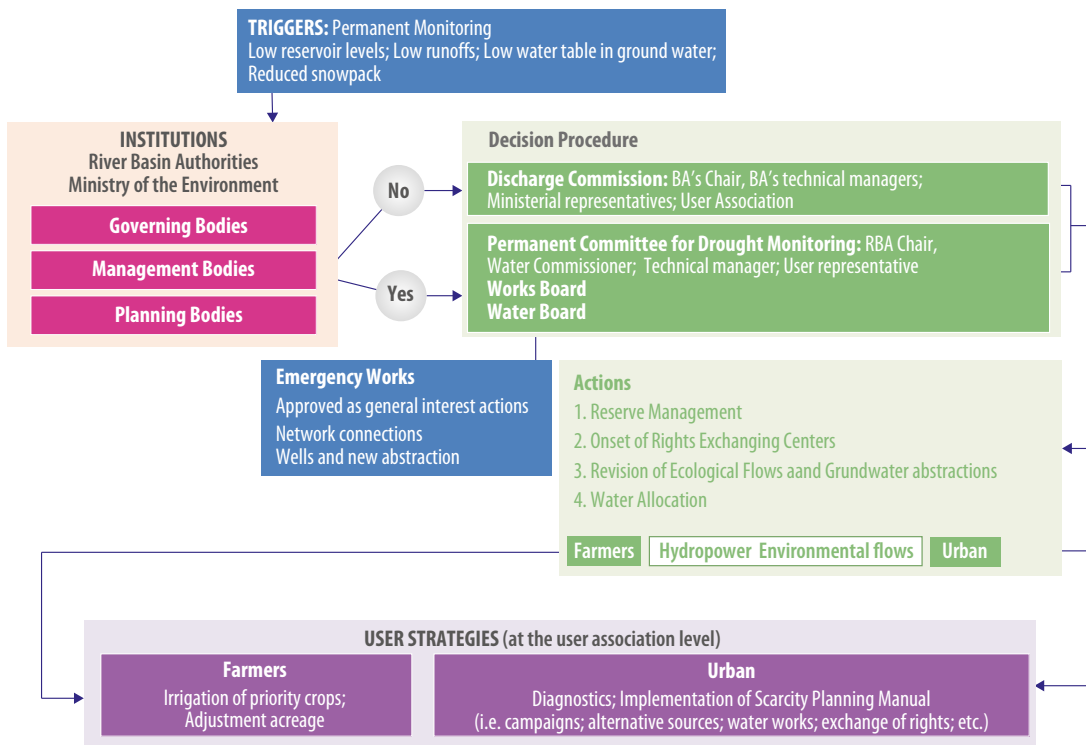 TRIGGERS: Permanent Monitoring
Low reservoir levels; Low runoffs; Low water table in ground water;
Reduced snowpack
INSTITUTIONS
River Basin Authorities
Ministry of the Environment
Governing Bodies
Management Bodies
Planning Bodies
No
Yes
Decision Procedure
Discharge Commission: BA's Chair, BA's technical managers;
Ministerial representatives; User Association
Permanent Committee for Drought Monitoring: RBA Chair,
Water Commissioner; Technical manager; User representative
Works Board
Water Board
Emergency Works
Approved as general interest actions
Network connections
Wells and new abstraction
Actions
1. Reserve Management
2. Onset of Rights Exchanging Centers
3. Revision of Ecological Flows aand Grundwater abstractions
4. Water Allocation
Farmers
Hydropower Environmental flows
Urban
USER STRATEGIES (at the user association level)
Farmers
Irrigation of priority crops;
Adjustment acreage
Urban
Diagnostics; Implementation of Scarcity Planning Manual
(i.e. campaigns; alternative sources; water works; exchange of rights; etc.)